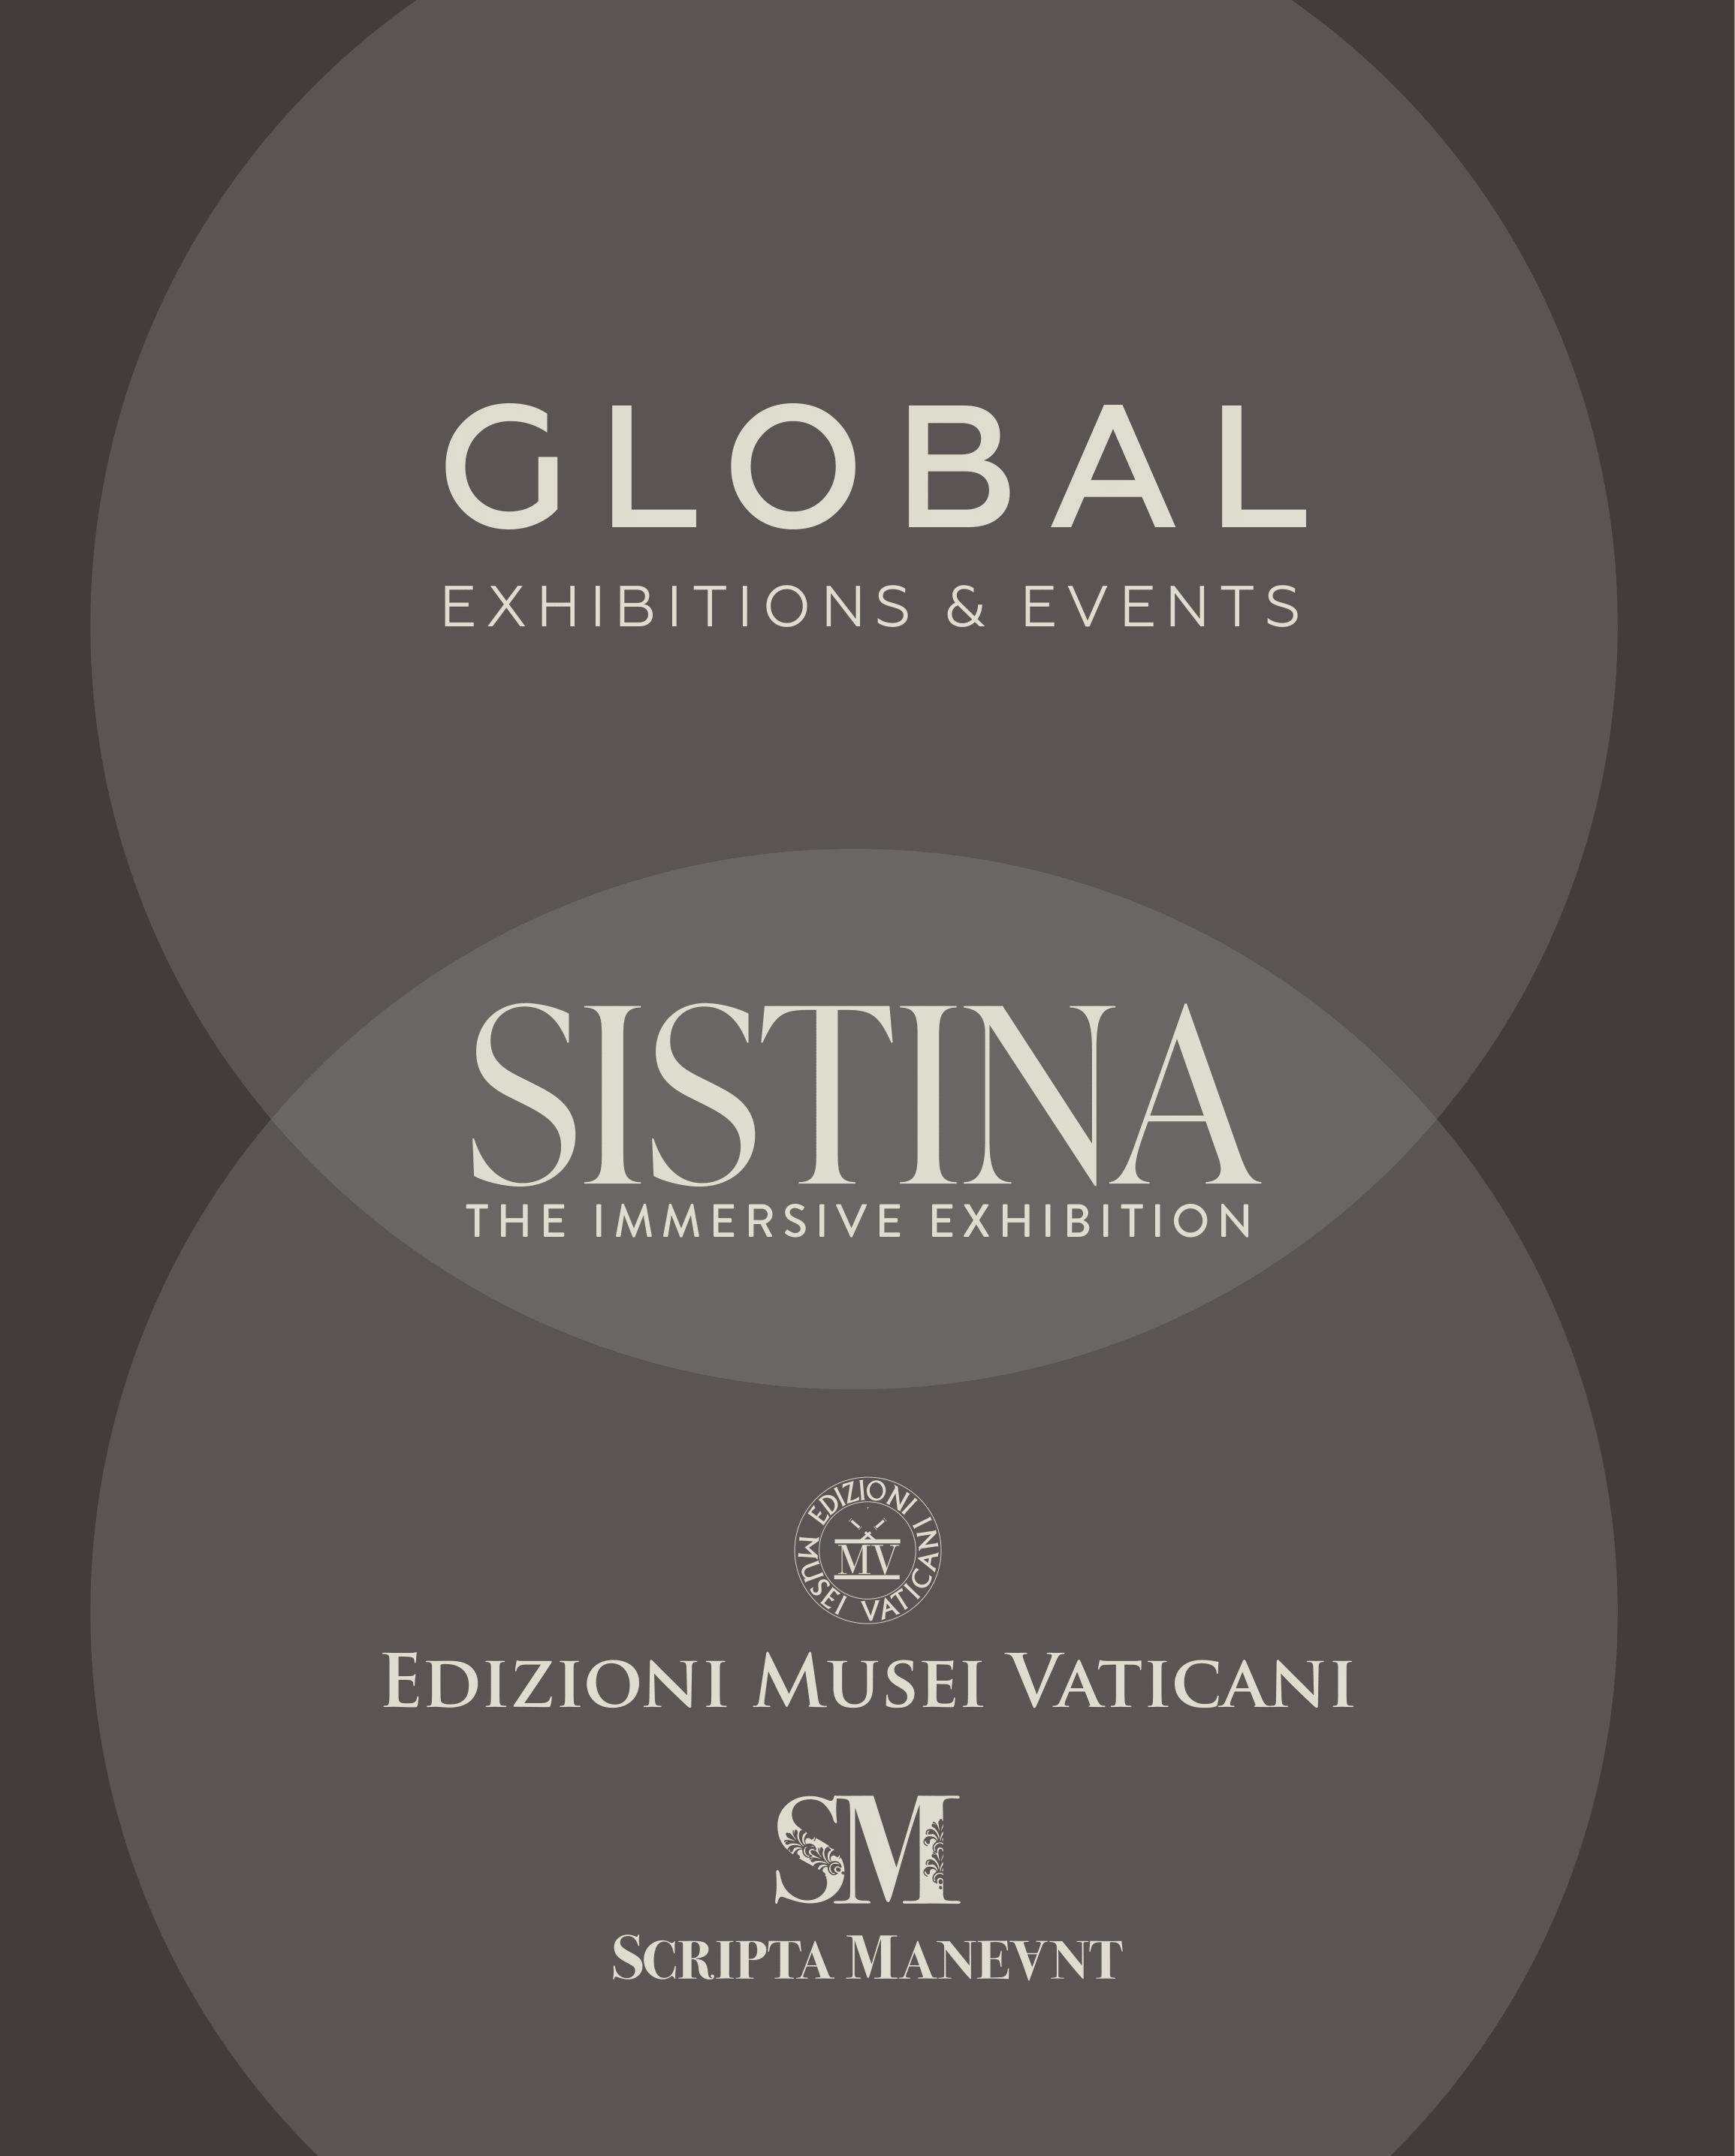 GLOBAL
EXHIBITIONS & EVENTS
SISTINA
THE IMMERSIVE EXHIBITION
EDIZIONI MUSEI VATICANI
MV
EDIZIONI MUSEI VATICANI
SM
SCRIPTA MANEVNT